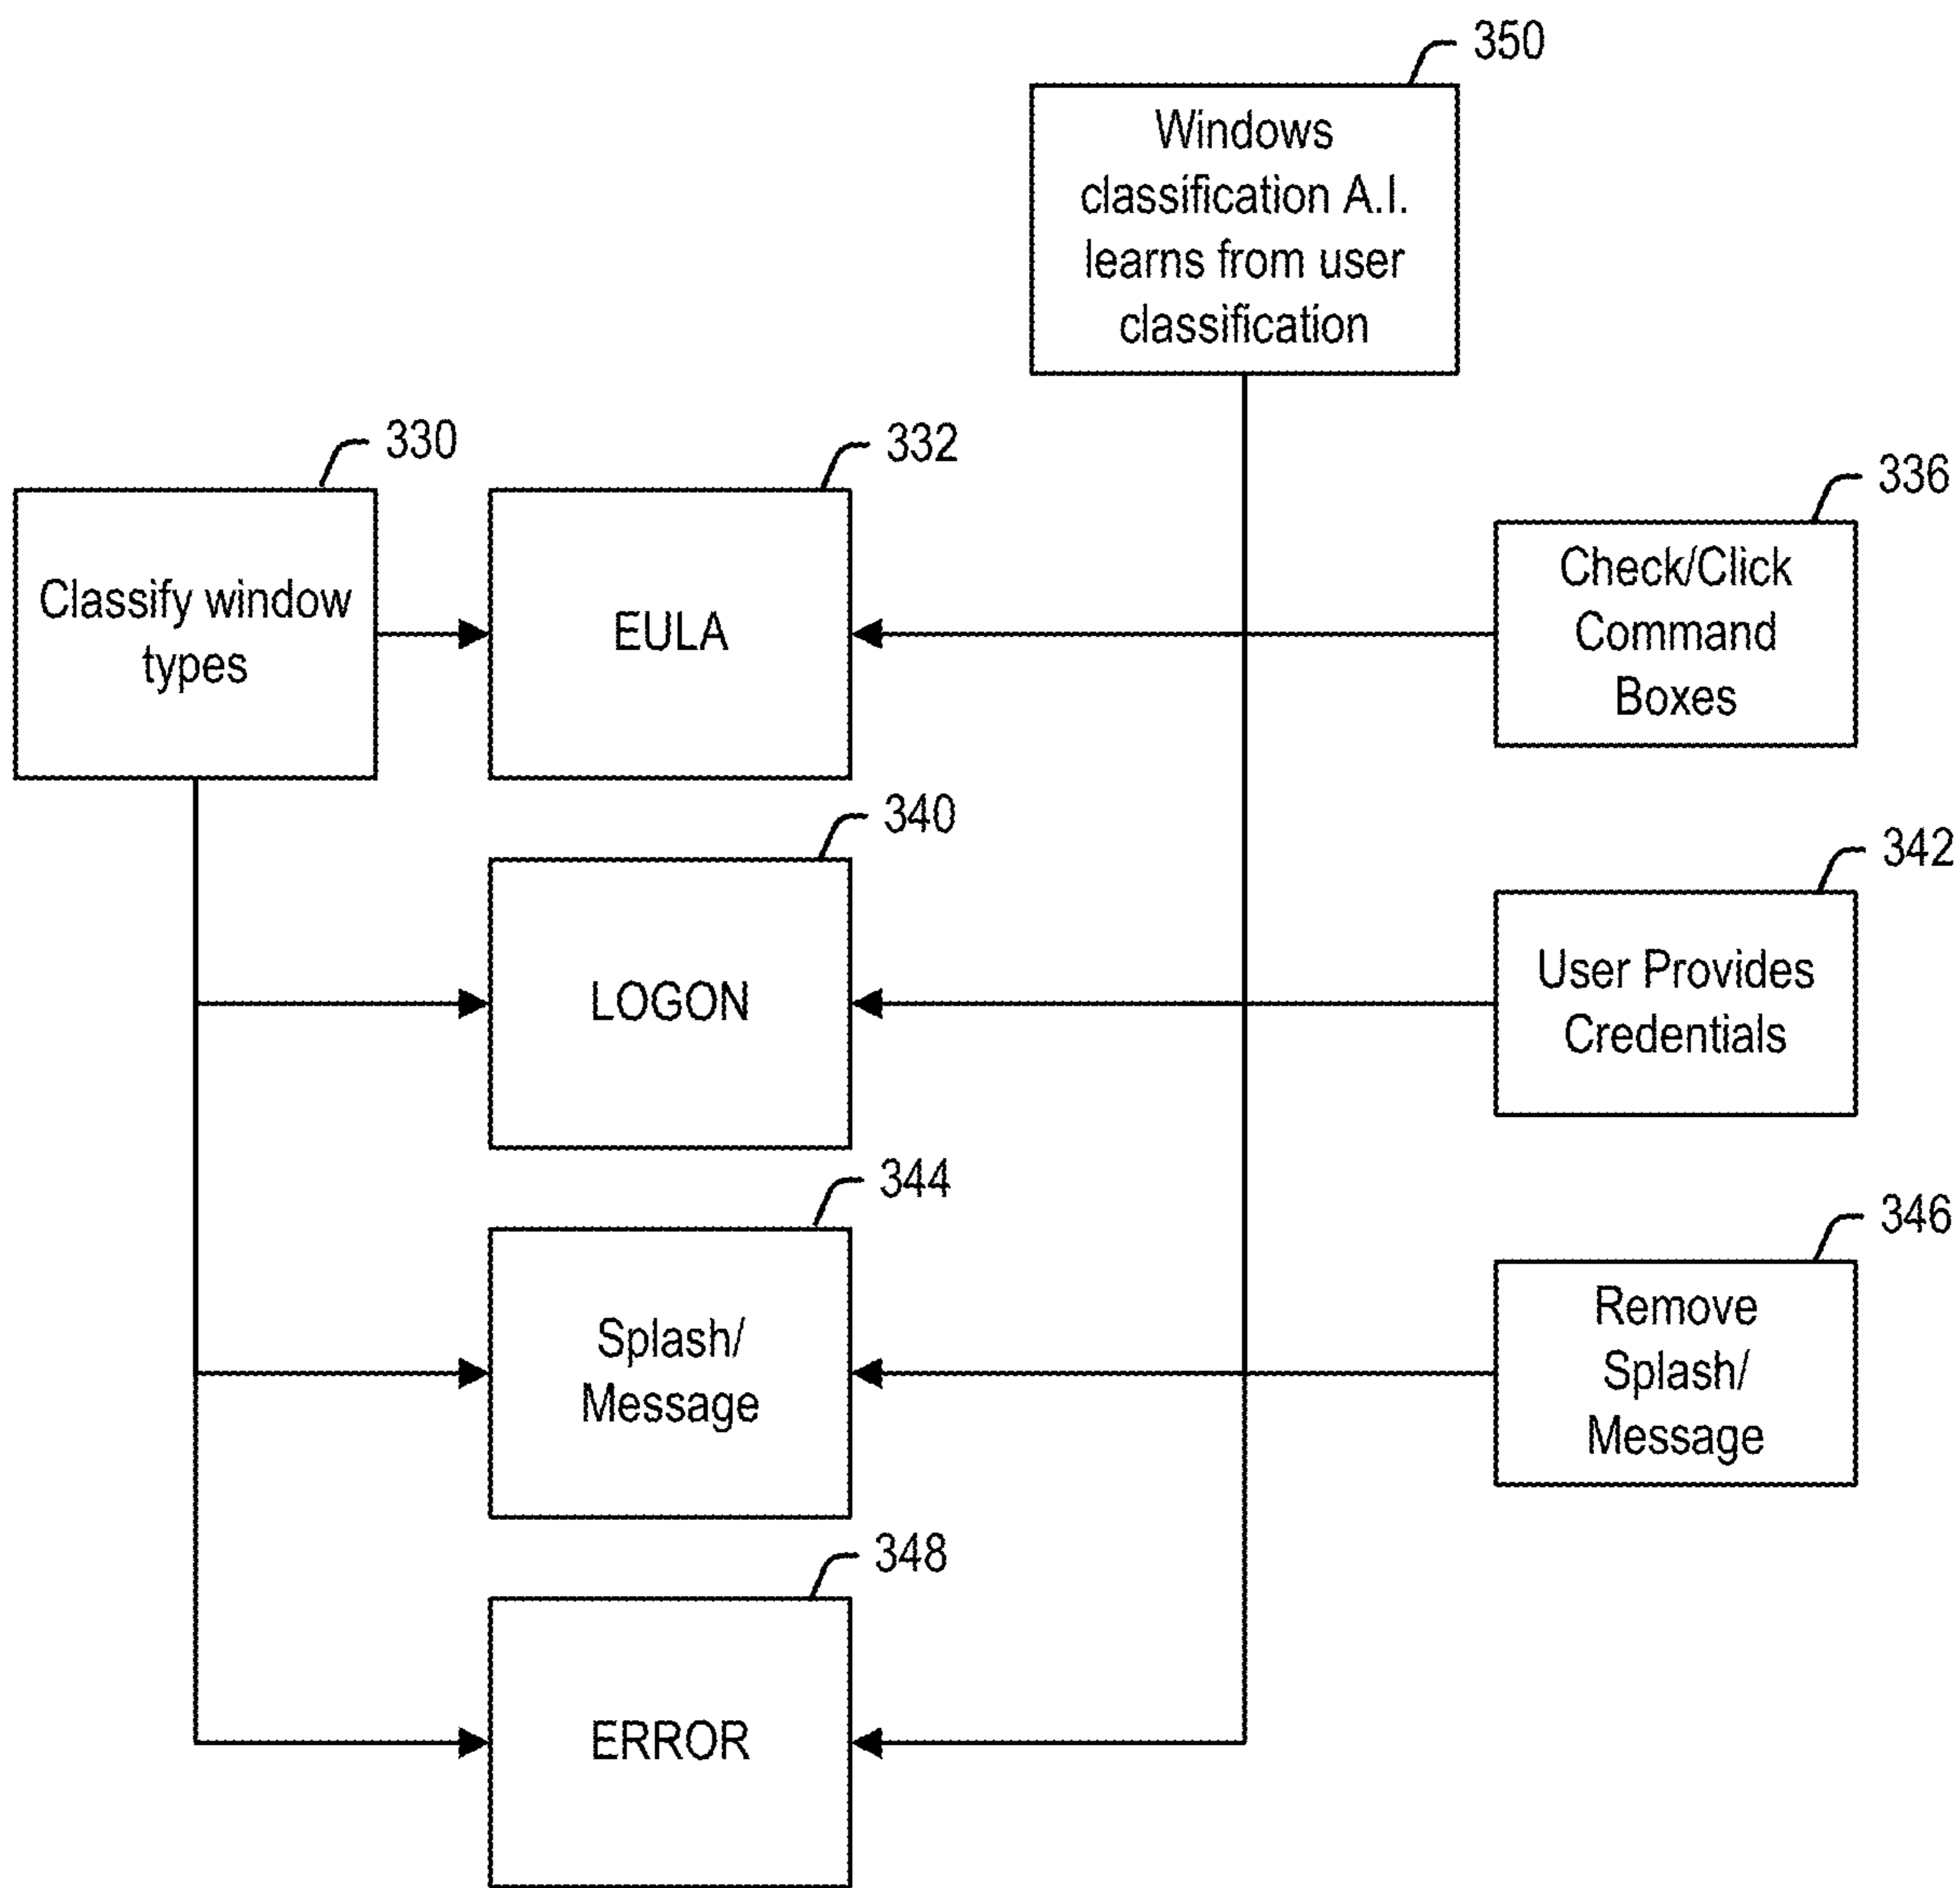 350
Windows
classification A.I.
learns from user
classification
330
Classify window
types
332
EULA
336
Check/Click
Command
Boxes
340
LOGON
342
User Provides
Credentials
344
Splash/
Message
346
Remove
Splash/
Message
348
ERROR